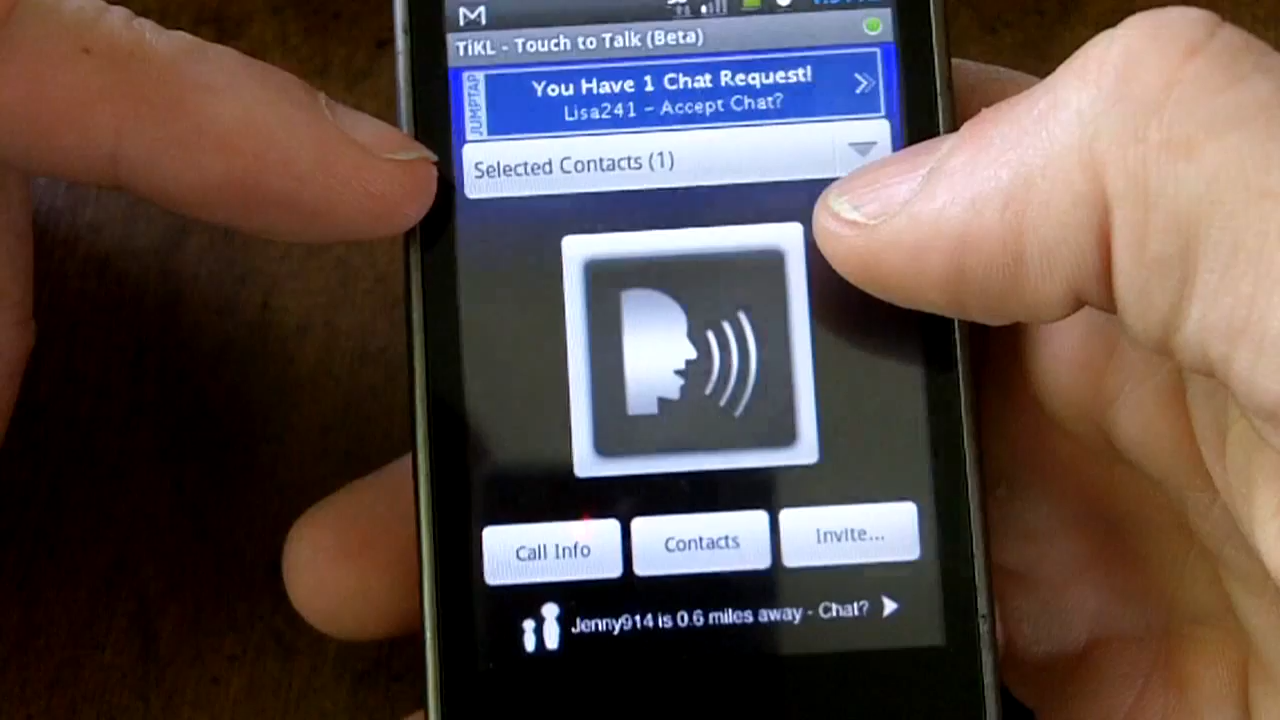 TiKL - Touch to Talk (Beta)
JUMPTAP
You Have 1 Chat Request!
Lisa241 - Accept Chat?
Selected Contacts (1)
Call Info
Contacts
Invite...
Jenny914 is 0.6 miles away - Chat?